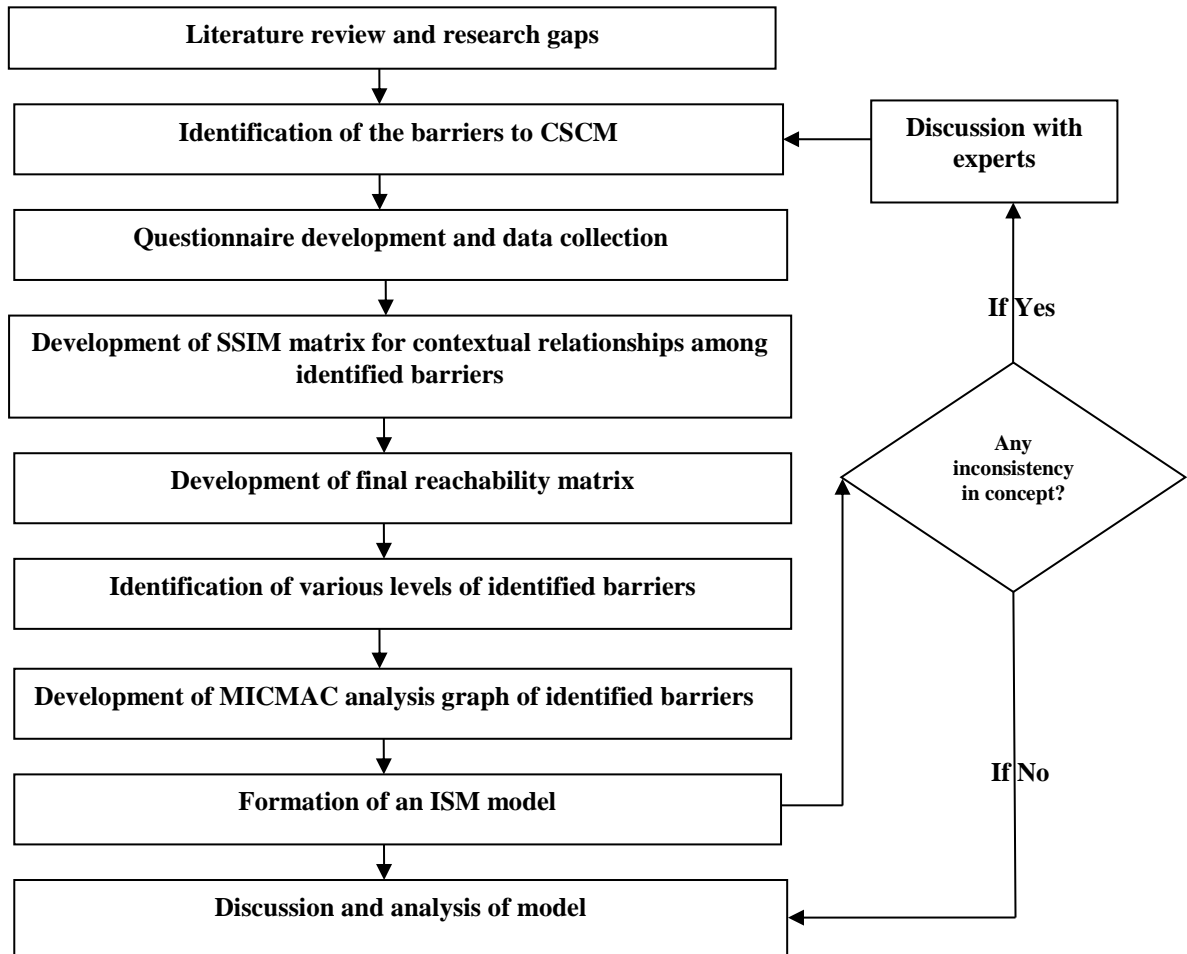 Literature review and research gaps
Identification of the barriers to CSCM
Discussion with
experts
Questionnaire development and data collection
If Yes
Development of SSIM matrix for contextual relationships among
identified barriers
Any
inconsistency
in concept?
Development of final reachability matrix
Identification of various levels of identified barriers
Development of MICMAC analysis graph of identified barriers
If No
Formation of an ISM model
Discussion and analysis of model